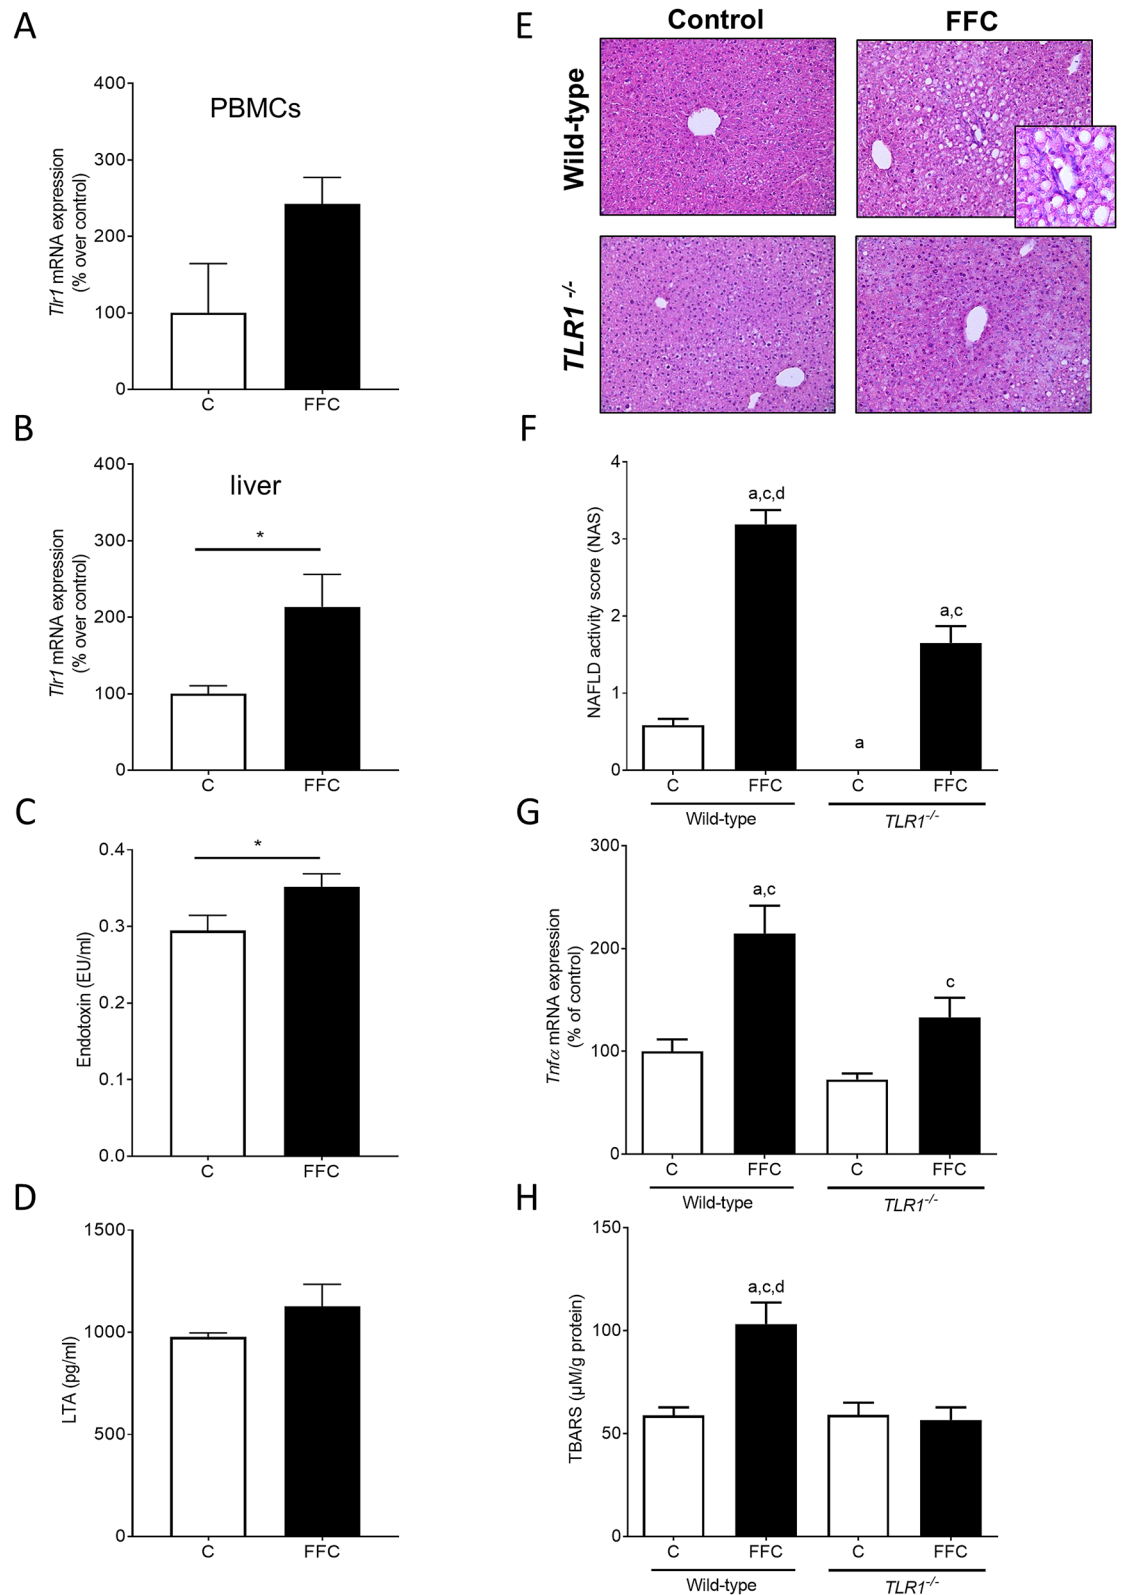 A
400
PBMCs
300
200
100
0
Tlr1 mRNA expression
(% over control)
C
FFC
B
400
liver
300
*
200
100
0
Tlr1 mRNA expression
(% over control)
C
FFC
C
0.4
*
0.3
0.2
0.1
0.0
Endotoxin (EU/ml)
C
FFC
D
1500
1000
500
0
LTA (pg/ml)
C
FFC
E
Control
FFC
Wild-type
TLR1 -/-
F
4
3
2
1
0
NAFLD activity score (NAS)
a,c,d
a
a,c
C
FFC
C
FFC
Wild-type
TLR1-/-
G
300
200
100
0
Tnfα mRNA expression
(% of control)
a,c
c
C
FFC
C
FFC
Wild-type
TLR1-/-
H
150
100
50
0
TBARS (µM/g protein)
a,c,d
C
FFC
C
FFC
Wild-type
TLR1-/-